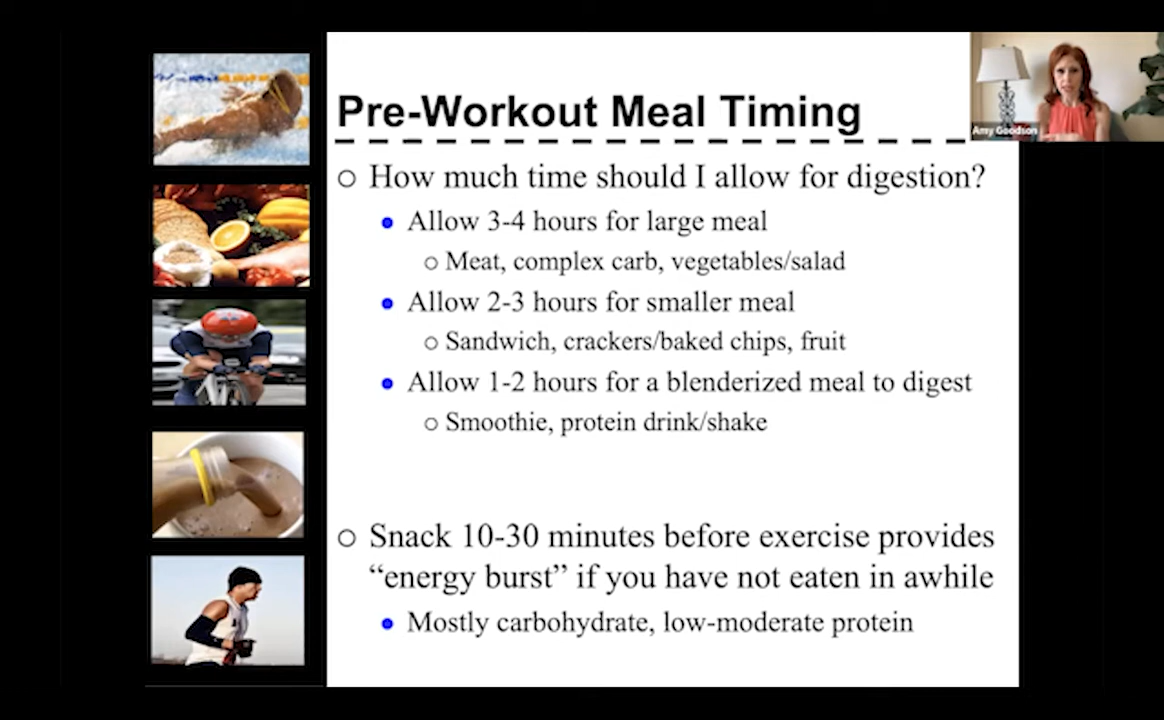 Pre-Workout Meal Timing
Amy Goodson
How much time should I allow for digestion?
Allow 3-4 hours for large meal
Meat, complex carb, vegetables/salad
Allow 2-3 hours for smaller meal
Sandwich, crackers/baked chips, fruit
Allow 1-2 hours for a blenderized meal to digest
Smoothie, protein drink/shake
Snack 10-30 minutes before exercise provides
“energy burst” if you have not eaten in awhile
Mostly carbohydrate, low-moderate protein